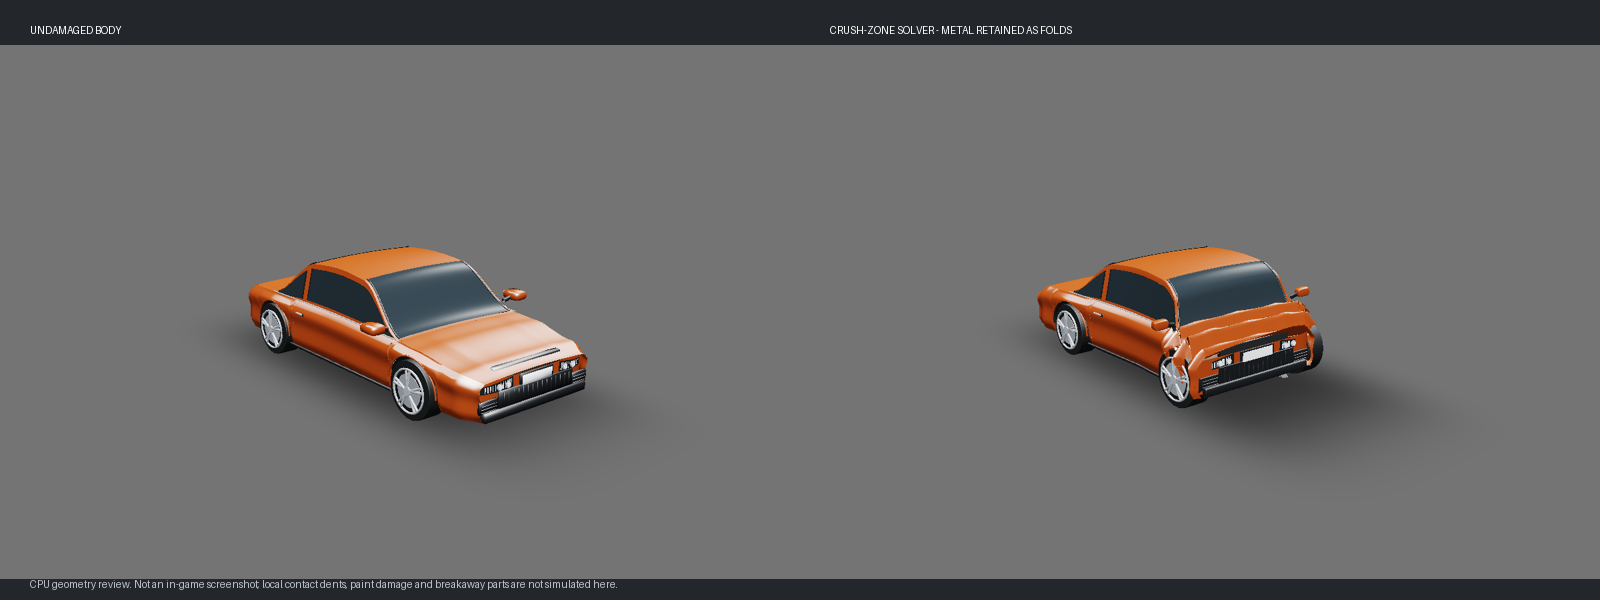 UNDAMAGED BODY
CRUSH-ZONE SOLVER - METAL RETAINED AS FOLDS
CPU geometry review. Not an in-game screenshot; local contact dents, paint damage and breakaway parts are not simulated here.